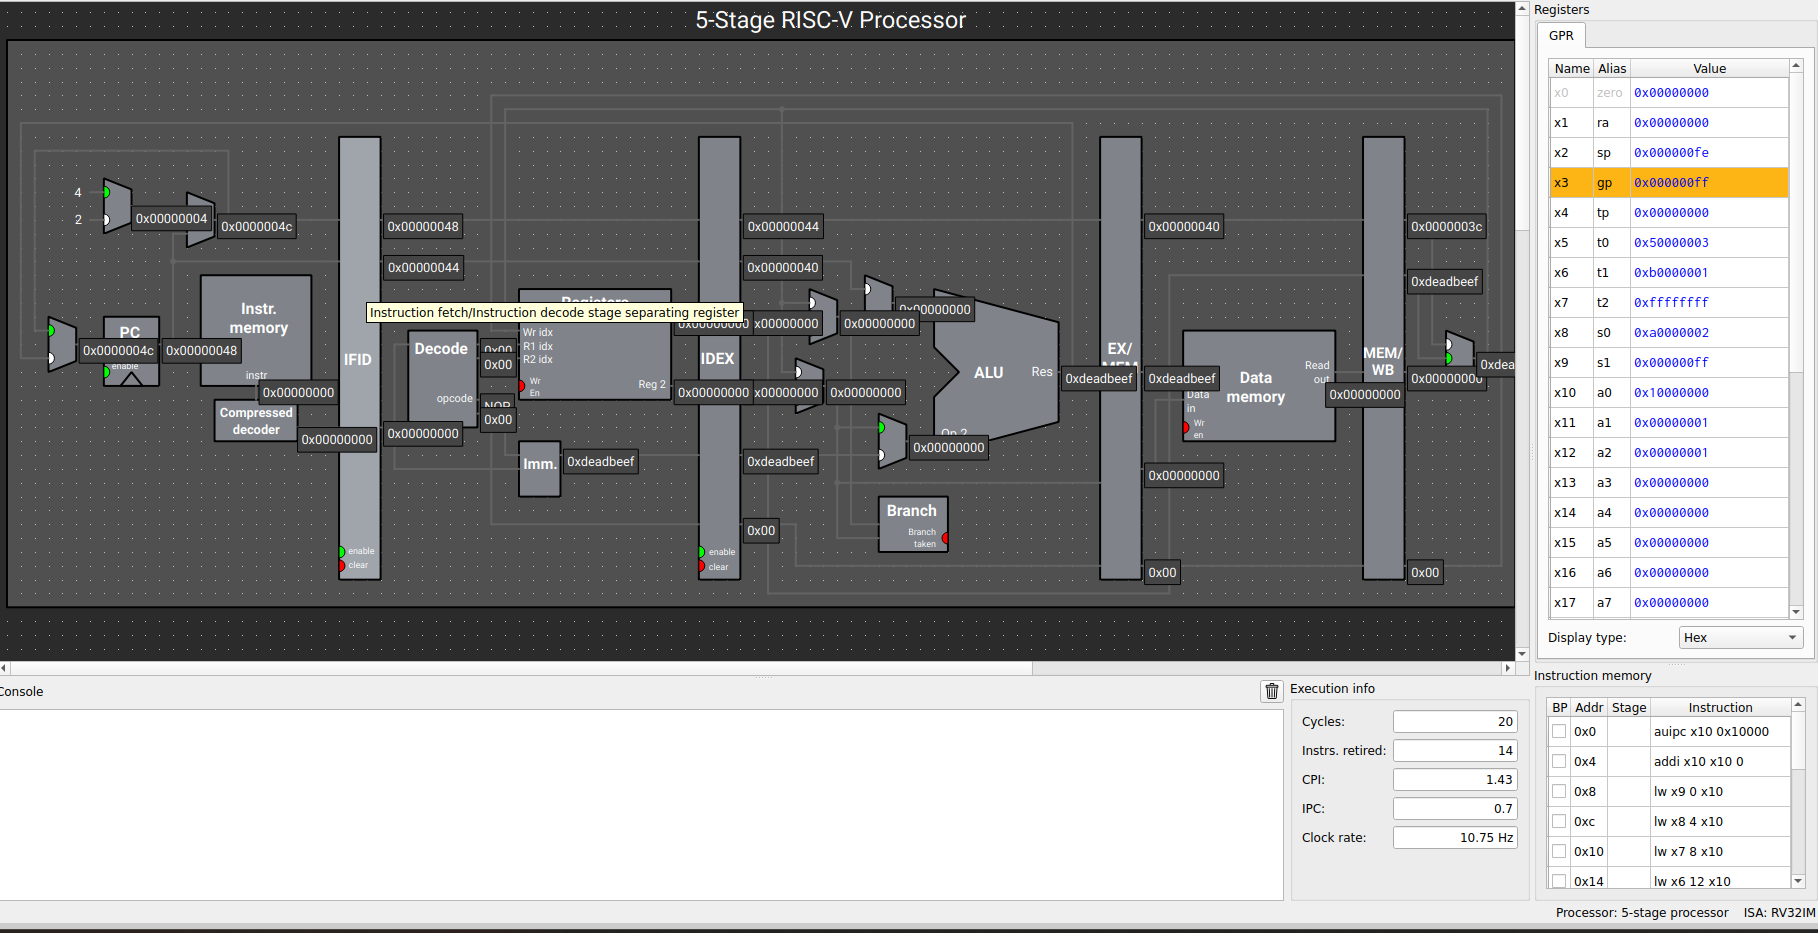 5-Stage RISC-V Processor
4
2
0x00000004
0x0000004c
0x00000048
0x00000044
0x00000040
0x0000003c
0x00000044
0x00000040
0xdeadbeef
Instr.
memory
instr
PC
enable
0x0000004c
0x00000048
0x00000000
Compressed
decoder
0x00000000
IFID
enable
clear
Instruction fetch/Instruction decode stage separating register
Decode
opcode
0x00000000
0x00
0x00
NOP
0x00
Registers
Wr idx
R1 idx
R2 idx
Wr
En
Reg 2
Imm.
0xdeadbeef
0x00000000
0x00000000
IDEX
enable
clear
x00000000
x00000000
0xdeadbeef
0x00
0x00000000
0x00000000
0x00000000
0x00000000
ALU
Res
Op 2
Branch
Branch
taken
0xdeadbeef
EX/
MEM
0xdeadbeef
0x00000000
0x00
Data
memory
Data
in
Wr
en
Read
out
0x00000000
MEM/
WB
0x00000000
0x00
0xdea
Console
Execution info
Cycles: 20
Instrs. retired: 14
CPI: 1.43
IPC: 0.7
Clock rate: 10.75 Hz
Registers
GPR
Name Alias Value
x0 zero 0x00000000
x1 ra 0x00000000
x2 sp 0x000000fe
x3 gp 0x000000ff
x4 tp 0x00000000
x5 t0 0x50000003
x6 t1 0xb0000001
x7 t2 0xffffffff
x8 s0 0xa0000002
x9 s1 0x000000ff
x10 a0 0x10000000
x11 a1 0x00000001
x12 a2 0x00000001
x13 a3 0x00000000
x14 a4 0x00000000
x15 a5 0x00000000
x16 a6 0x00000000
x17 a7 0x00000000
Display type: Hex
Instruction memory
BP Addr Stage Instruction
0x0 auipc x10 0x10000
0x4 addi x10 x10 0
0x8 lw x9 0 x10
0xc lw x8 4 x10
0x10 lw x7 8 x10
0x14 lw x6 12 x10
Processor: 5-stage processor ISA: RV32IM